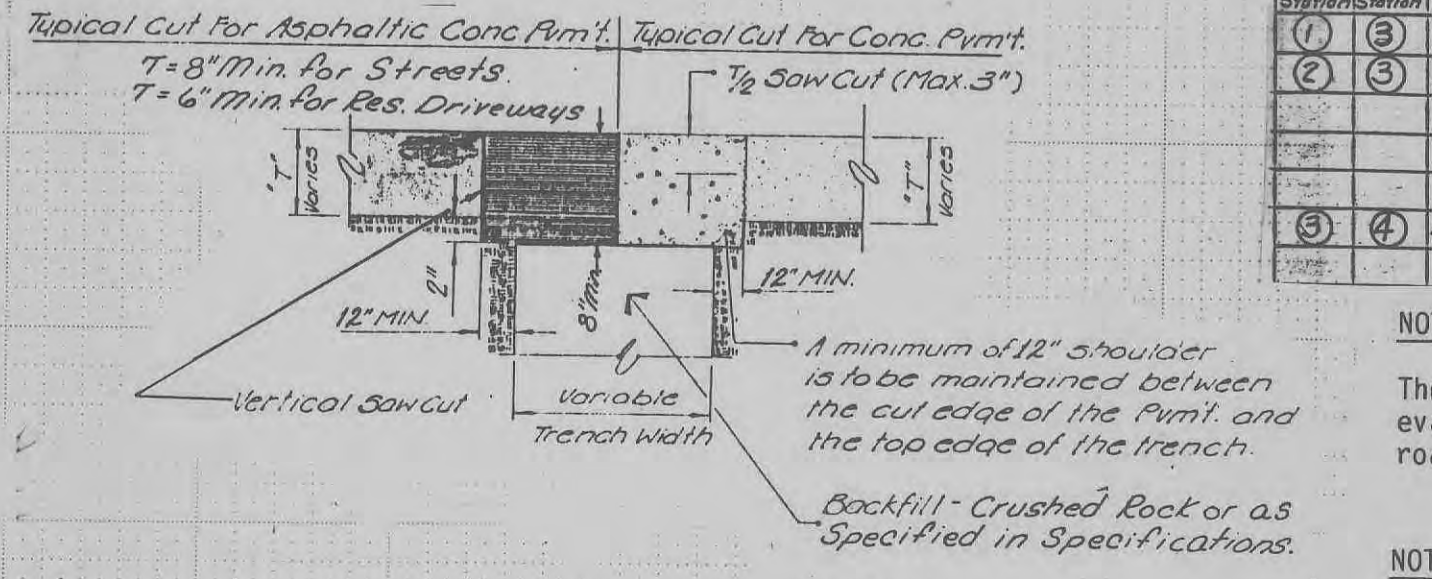 Typical Cut For Asphaltic Conc Pvm't.
Typical Cut For Conc. Pvm't.
T=8" Min. for Streets.
T=6" Min. for Res. Driveways
T/2 Saw Cut (Max. 3")
"T"
Varies
"T"
Varies
2"
8" Min.
12" MIN.
12" MIN.
Vertical Saw Cut
Variable
Trench Width
A minimum of 12" shoulder
is to be maintained between
the cut edge of the Pvm't. and
the top edge of the trench.
Backfill - Crushed Rock or as
Specified in Specifications.
Station Station
1 3
2 3
3 4
NOT